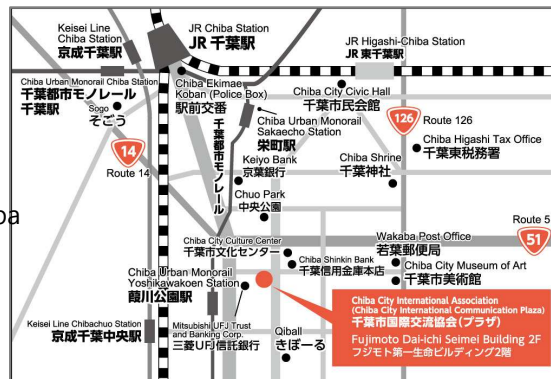 Keisei Line
Chiba Station
京成千葉駅
JR Chiba Station
JR 千葉駅
JR Higashi-Chiba Station
JR 東千葉駅
Chiba Urban Monorail Chiba Station
千葉都市モノレール
千葉駅
Sogo
そごう
Chiba Ekimae
Koban (Police Box)
駅前交番
Chiba City Civic Hall
千葉市民会館
126
Route 126
Chiba Urban Monorail
Sakaecho Station
栄町駅
千葉都市モノレール
Chiba Higashi Tax Office
千葉東税務署
14
Route 14
Keiyo Bank
京葉銀行
Chiba Shrine
千葉神社
Chuo Park
中央公園
ba
Route 5
51
Wakaba Post Office
若葉郵便局
Chiba City Culture Center
千葉市文化センター
Chiba Shinkin Bank
千葉信用金庫本店
Chiba City Museum of Art
千葉市美術館
Chiba Urban Monorail
Yoshikawakoen Station
葭川公園駅
Chiba City International Association
(Chiba City International Communication Plaza)
千葉市国際交流協会(プラザ)
Fujimoto Dai-ichi Seimei Building 2F
フジモト第一生命ビルディング2階
Keisei Line Chibachuo Station
京成千葉中央駅
Mitsubishi UFJ Trust
and Banking Corp.
三菱UFJ信託銀行
Qiball
きぼーる